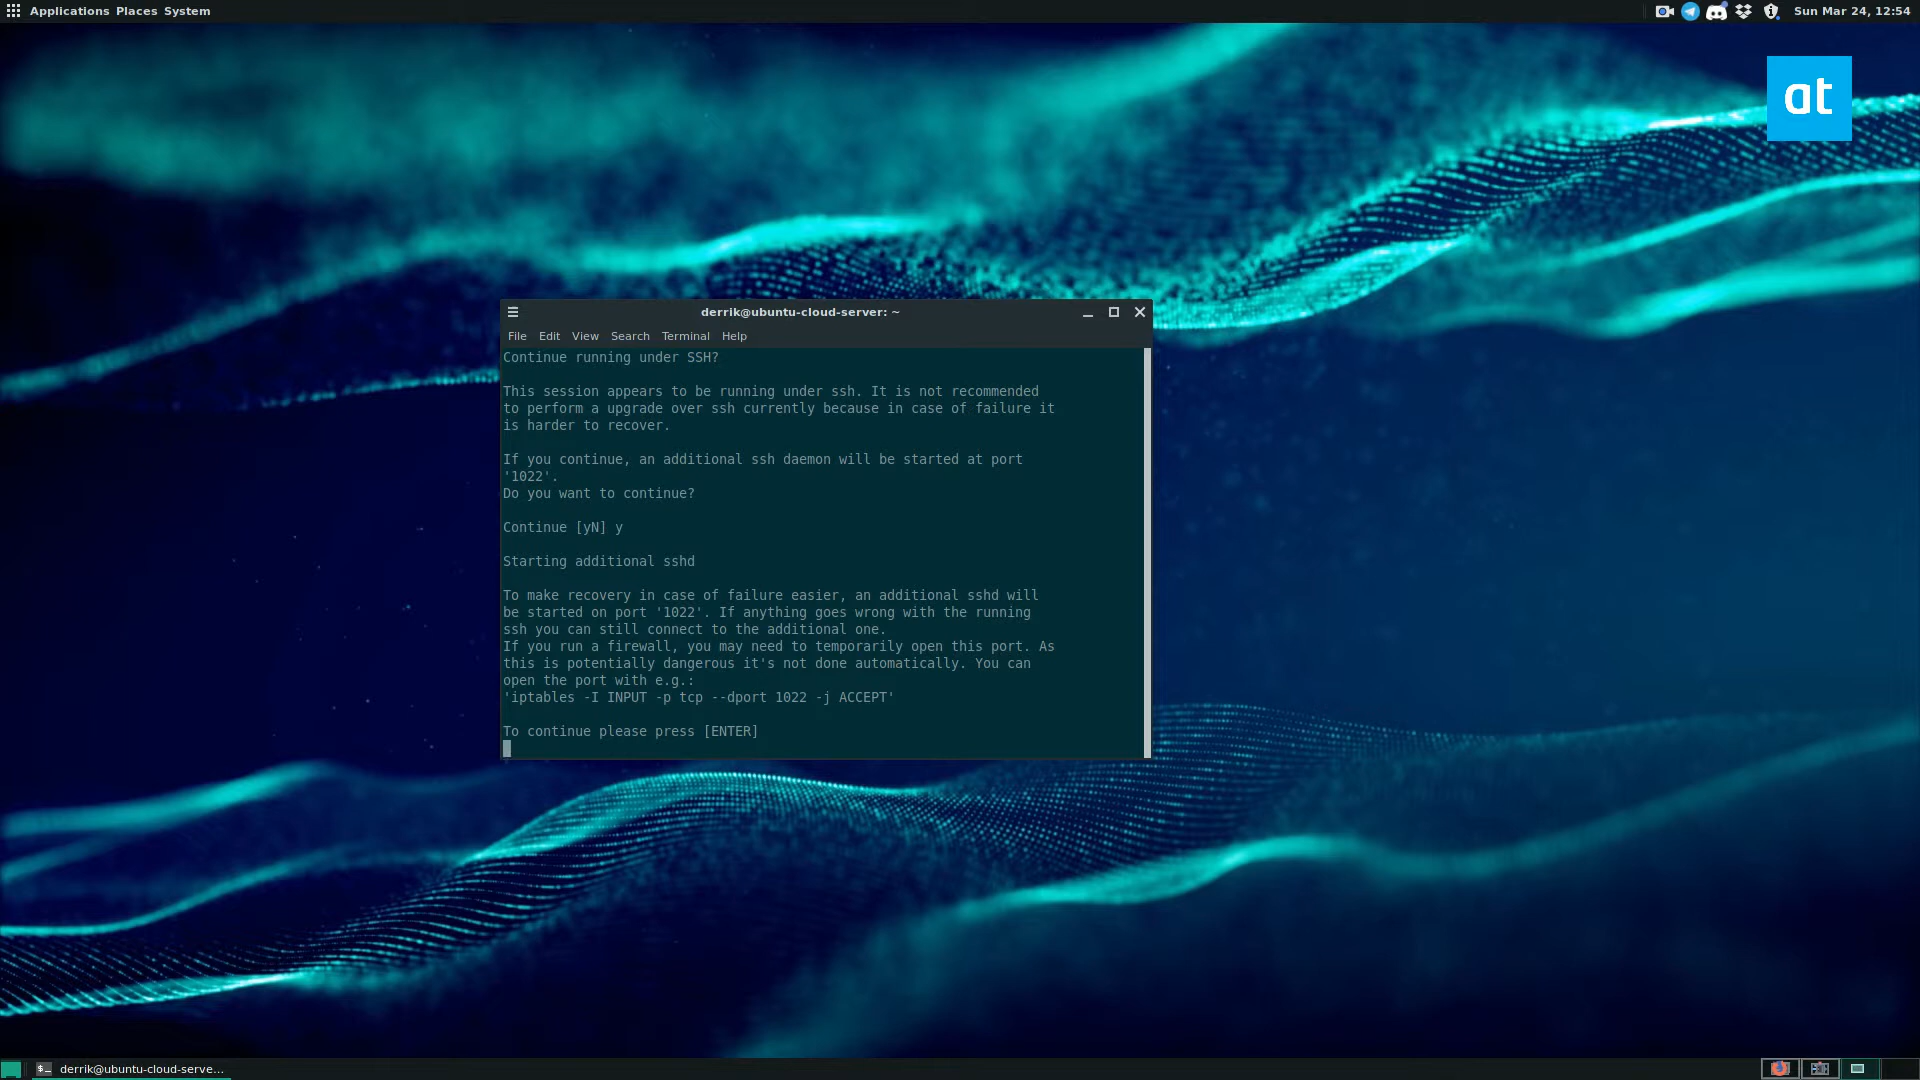 Applications Places System
Sun Mar 24, 12:54
at
derrik@ubuntu-cloud-server: ~
File Edit View Search Terminal Help
Continue running under SSH?
This session appears to be running under ssh. It is not recommended
to perform a upgrade over ssh currently because in case of failure it
is harder to recover.
If you continue, an additional ssh daemon will be started at port
'1022'.
Do you want to continue?
Continue [yN] y
Starting additional sshd
To make recovery in case of failure easier, an additional sshd will
be started on port '1022'. If anything goes wrong with the running
ssh you can still connect to the additional one.
If you run a firewall, you may need to temporarily open this port. As
this is potentially dangerous it's not done automatically. You can
open the port with e.g.:
'iptables -I INPUT -p tcp --dport 1022 -j ACCEPT'
To continue please press [ENTER]
derrik@ubuntu-cloud-serve...